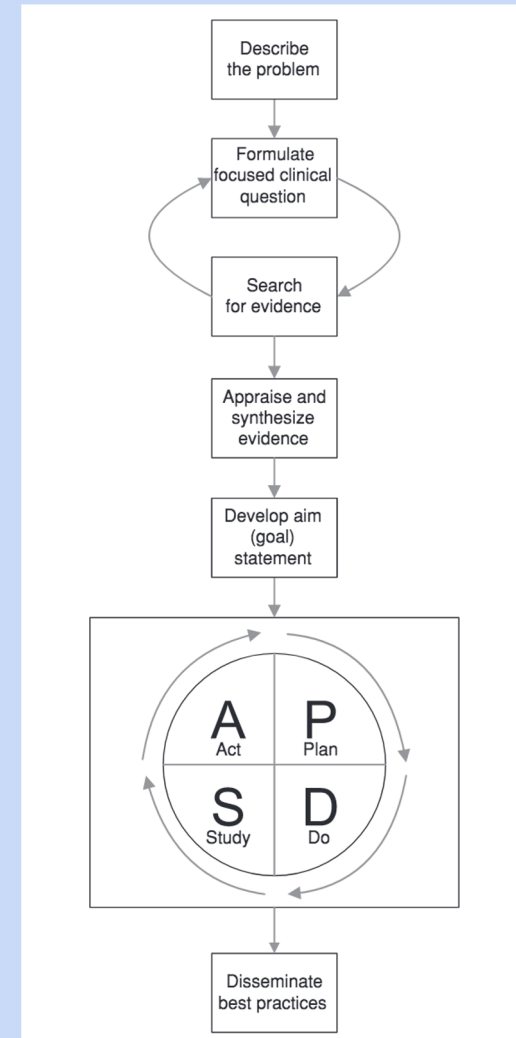 Describe
the problem
Formulate
focused clinical
question
Search
for evidence
Appraise and
synthesize
evidence
Develop aim
(goal)
statement
A
Act
P
Plan
S
Study
D
Do
Disseminate
best practices